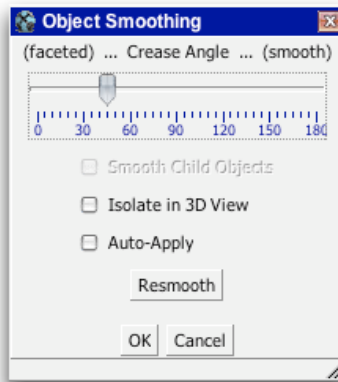 Object Smoothing
(faceted) ... Crease Angle ... (smooth)
0 30 60 90 120 150 180
Smooth Child Objects
Isolate in 3D View
Auto-Apply
Resmooth
OK Cancel